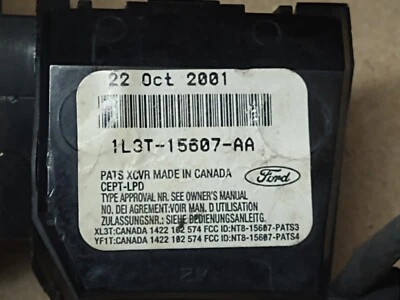 22 Oct 2001
1L3T-15607-AA
PATS XCVR MADE IN CANADA
CEPT-LPD
Ford
TYPE APPROVAL NR. SEE OWNER'S MANUAL
NO. DEI AGREMENT: VOIR MAN. D UTILISATION
ZULASSUNGSNR.: SIEHE BEDIENUNGSANLEITG.
XL3T:CANADA 1422 102 574 FCC ID:NT8-15607-PATS3
YF1T:CANADA 1422 102 574 FCC ID:NT8-15607-PATS4